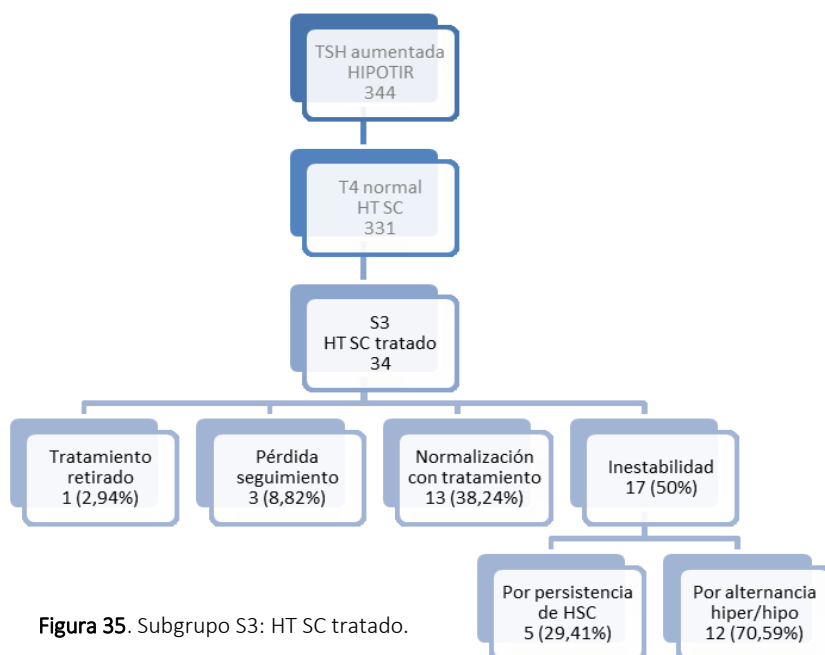 TSH aumentada
HIPOTIR
344
T4 normal
HT SC
331
S3
HT SC tratado
34
Tratamiento
retirado
1 (2,94%)
Pérdida
seguimiento
3 (8,82%)
Normalización
con tratamiento
13 (38,24%)
Inestabilidad
17 (50%)
Por persistencia
de HSC
5 (29,41%)
Por alternancia
hiper/hipo
12 (70,59%)
Figura 35. Subgrupo S3: HT SC tratado.